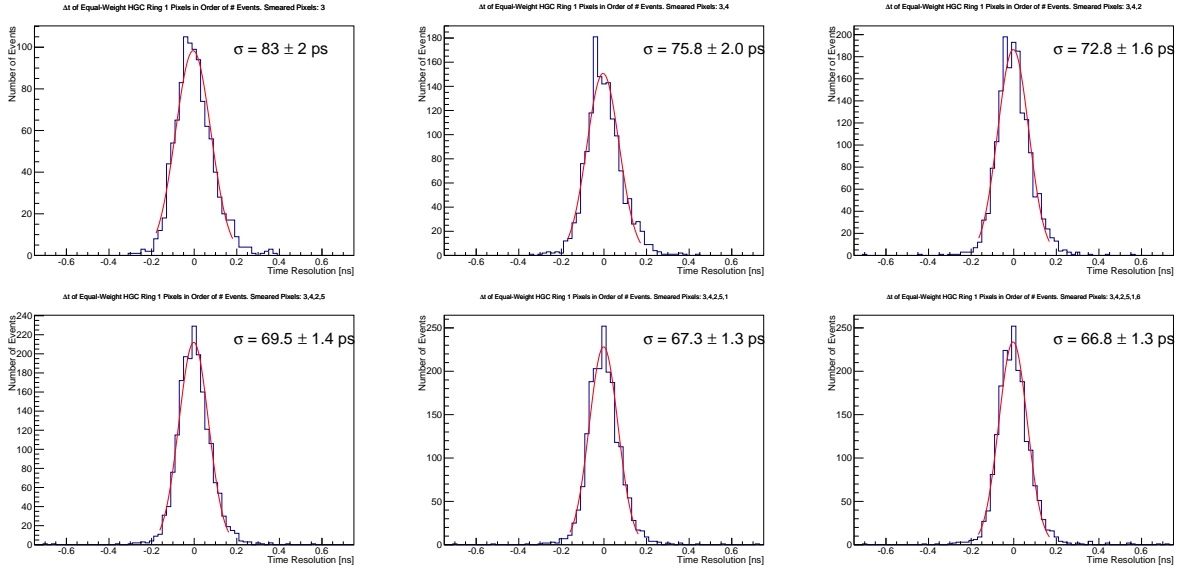 Δt of Equal-Weight HGC Ring 1 Pixels in Order of # Events. Smeared Pixels: 3
Number of Events
σ = 83 ± 2 ps
100
80
60
40
20
0
-0.6 -0.4 -0.2 0 0.2 0.4 0.6
Time Resolution [ns]
Δt of Equal-Weight HGC Ring 1 Pixels in Order of # Events. Smeared Pixels: 3,4
Number of Events
σ = 75.8 ± 2.0 ps
180
160
140
120
100
80
60
40
20
0
-0.6 -0.4 -0.2 0 0.2 0.4 0.6
Time Resolution [ns]
Δt of Equal-Weight HGC Ring 1 Pixels in Order of # Events. Smeared Pixels: 3,4,2
Number of Events
σ = 72.8 ± 1.6 ps
200
180
160
140
120
100
80
60
40
20
0
-0.6 -0.4 -0.2 0 0.2 0.4 0.6
Time Resolution [ns]
Δt of Equal-Weight HGC Ring 1 Pixels in Order of # Events. Smeared Pixels: 3,4,2,5
Number of Events
σ = 69.5 ± 1.4 ps
240
220
200
180
160
140
120
100
80
60
40
20
0
-0.6 -0.4 -0.2 0 0.2 0.4 0.6
Time Resolution [ns]
Δt of Equal-Weight HGC Ring 1 Pixels in Order of # Events. Smeared Pixels: 3,4,2,5,1
Number of Events
σ = 67.3 ± 1.3 ps
250
200
150
100
50
0
-0.6 -0.4 -0.2 0 0.2 0.4 0.6
Time Resolution [ns]
Δt of Equal-Weight HGC Ring 1 Pixels in Order of # Events. Smeared Pixels: 3,4,2,5,1,6
Number of Events
σ = 66.8 ± 1.3 ps
250
200
150
100
50
0
-0.6 -0.4 -0.2 0 0.2 0.4 0.6
Time Resolution [ns]